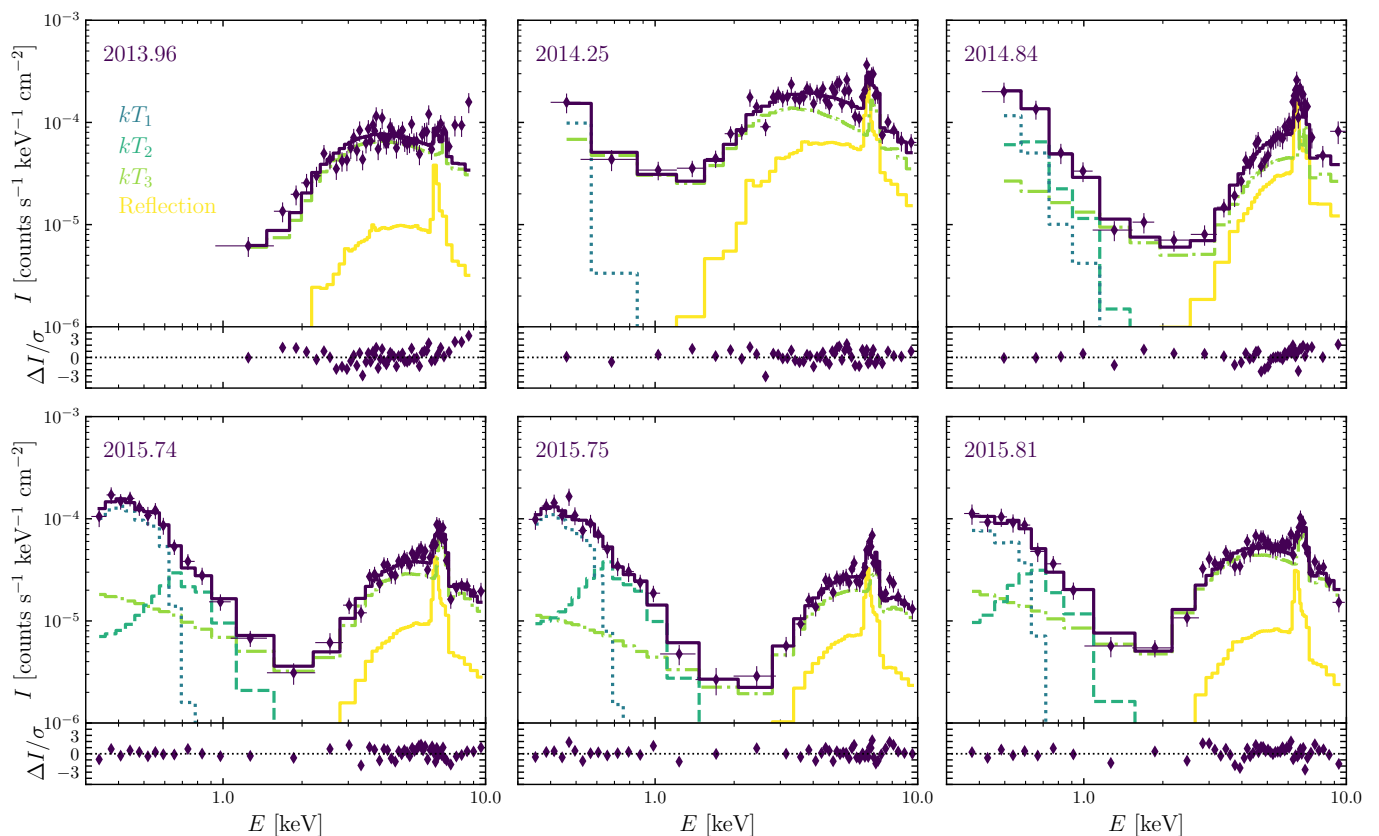 10⁻³
10⁻⁴
10⁻⁵
10⁻⁶
I [counts s⁻¹ keV⁻¹ cm⁻²]
2013.96
kT₁
kT₂
kT₃
Reflection
2014.25
2014.84
3
0
−3
ΔI/σ
10⁻³
10⁻⁴
10⁻⁵
10⁻⁶
I [counts s⁻¹ keV⁻¹ cm⁻²]
2015.74
2015.75
2015.81
3
0
−3
ΔI/σ
1.0 10.0
E [keV]
1.0 10.0
E [keV]
1.0 10.0
E [keV]